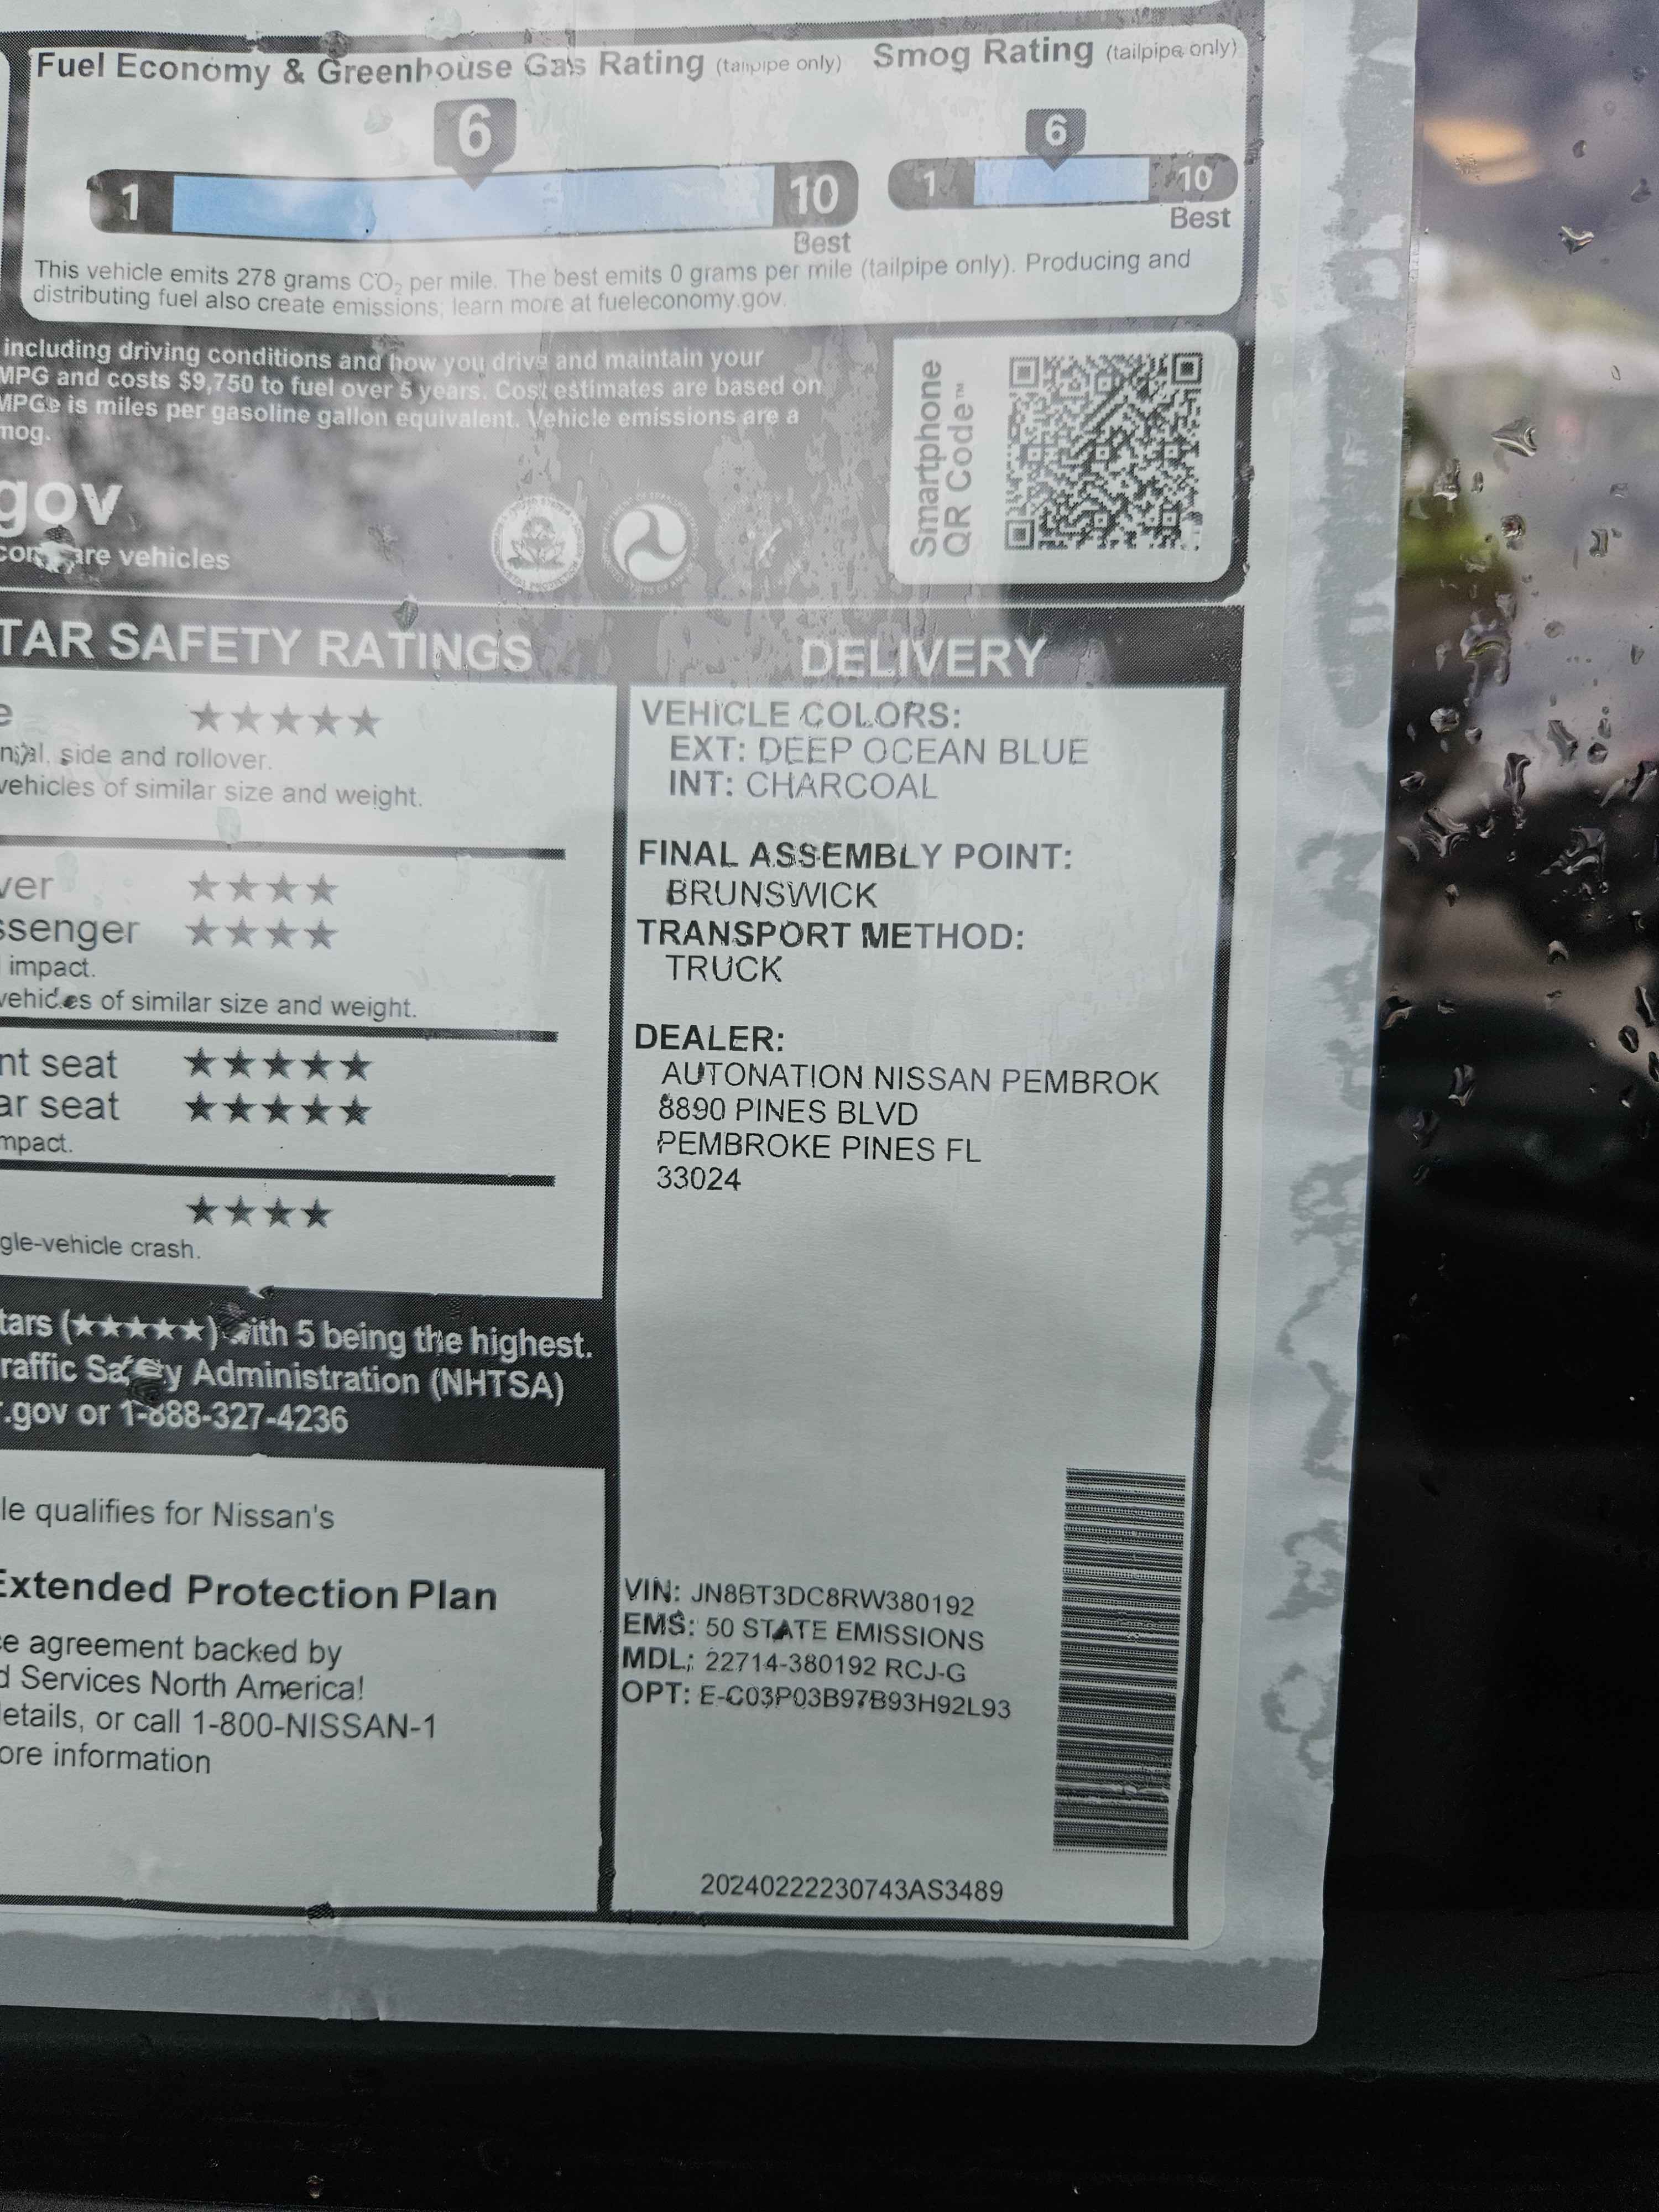 Fuel Economy & Greenhouse Gas Rating (tailpipe only)
6
1
10
Best
Smog Rating (tailpipe only)
6
1
10
Best
This vehicle emits 278 grams CO₂ per mile. The best emits 0 grams per mile (tailpipe only). Producing and
distributing fuel also create emissions; learn more at fueleconomy.gov.
including driving conditions and how you drive and maintain your
MPG and costs $9,750 to fuel over 5 years. Cost estimates are based on
MPGe is miles per gasoline gallon equivalent. Vehicle emissions are a
mog.
gov
compare vehicles
Smartphone
QR Code™
TAR SAFETY RATINGS
e ★★★★★
ntal, side and rollover.
vehicles of similar size and weight.
ver ★★★★
ssenger ★★★★
impact.
vehicles of similar size and weight.
nt seat ★★★★★
ar seat ★★★★★
mpact.
★★★★
gle-vehicle crash.
tars (★★★★★) with 5 being the highest.
raffic Safety Administration (NHTSA)
r.gov or 1-888-327-4236
le qualifies for Nissan's
Extended Protection Plan
ce agreement backed by
d Services North America!
etails, or call 1-800-NISSAN-1
ore information
DELIVERY
VEHICLE COLORS:
EXT: DEEP OCEAN BLUE
INT: CHARCOAL
FINAL ASSEMBLY POINT:
BRUNSWICK
TRANSPORT METHOD:
TRUCK
DEALER:
AUTONATION NISSAN PEMBROK
8890 PINES BLVD
PEMBROKE PINES FL
33024
VIN: JN8BT3DC8RW380192
EMS: 50 STATE EMISSIONS
MDL: 22714-380192 RCJ-G
OPT: E-C03P03B97B93H92L93
20240222230743AS3489